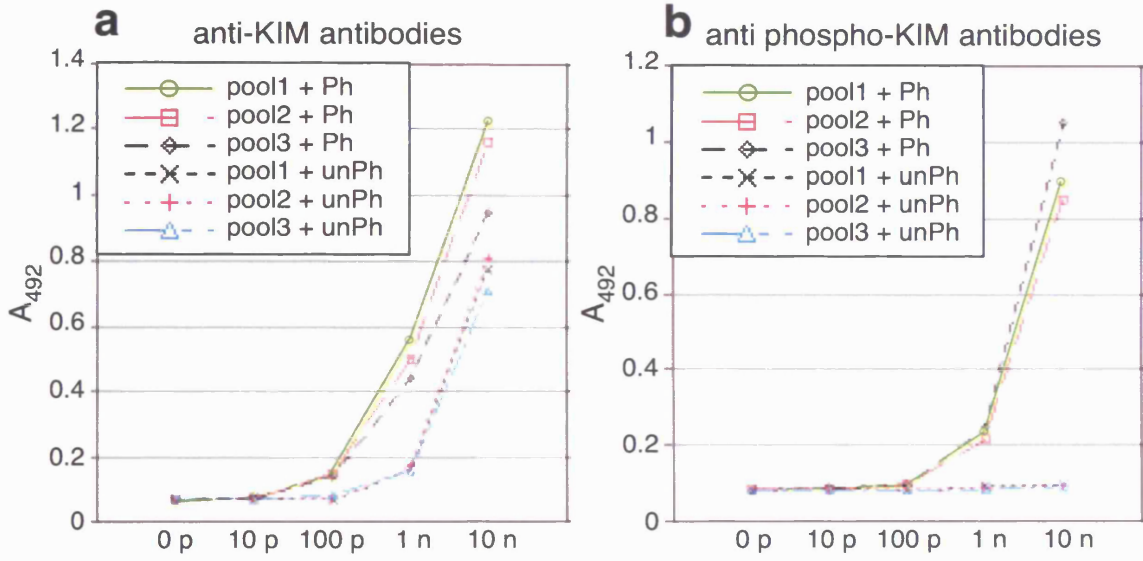 a
anti-KIM antibodies
1.4
1.2
1
0.8
0.6
0.4
0.2
0
A492
pool1 + Ph
pool2 + Ph
pool3 + Ph
pool1 + unPh
pool2 + unPh
pool3 + unPh
0 p 10 p 100 p 1 n 10 n
b
anti phospho-KIM antibodies
1.2
1
0.8
0.6
0.4
0.2
0
A492
pool1 + Ph
pool2 + Ph
pool3 + Ph
pool1 + unPh
pool2 + unPh
pool3 + unPh
0 p 10 p 100 p 1 n 10 n